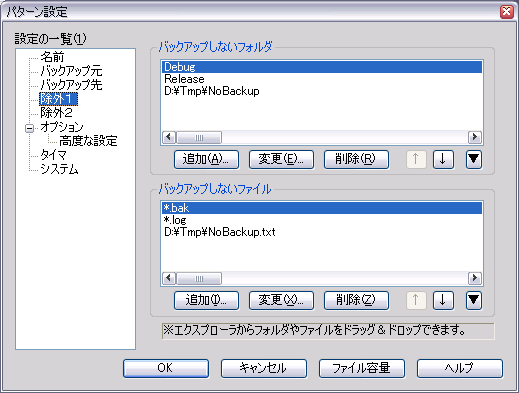 パターン設定
設定の一覧(1)
名前
バックアップ元
バックアップ先
除外1
除外2
オプション
高度な設定
タイマ
システム
バックアップしないフォルダ
Debug
Release
D:¥Tmp¥NoBackup
追加(A)...
変更(E)...
削除(R)
↑
↓
▼
バックアップしないファイル
*.bak
*.log
D:¥Tmp¥NoBackup.txt
追加(I)...
変更(X)...
削除(Z)
↑
↓
▼
※エクスプローラからフォルダやファイルをドラッグ&ドロップできます。
OK
キャンセル
ファイル容量
ヘルプ